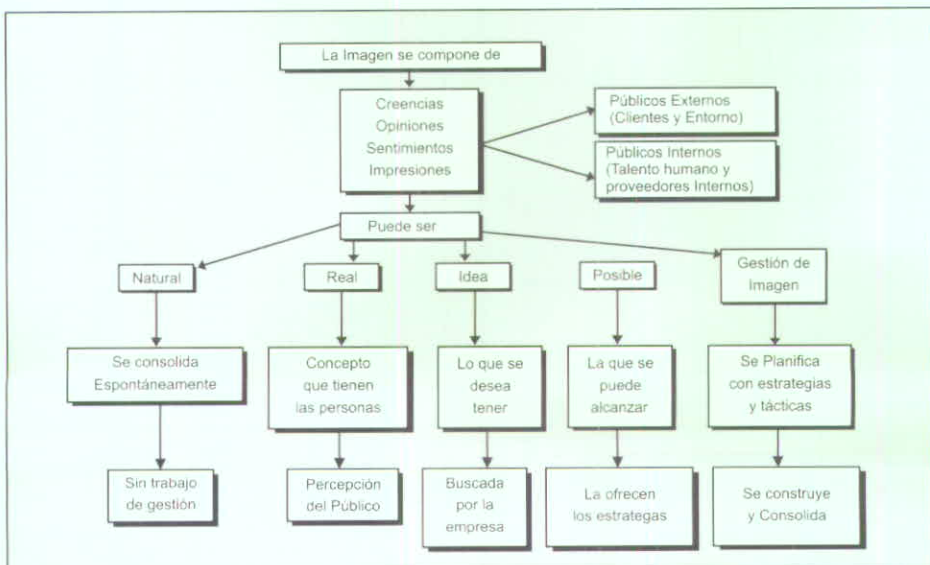 La Imagen se compone de
Creencias
Opiniones
Sentimientos
Impresiones
Públicos Externos
(Clientes y Entorno)
Públicos Internos
(Talento humano y
proveedores Internos)
Puede ser
Natural
Real
Idea
Posible
Gestión de
Imagen
Se consolida
Espontáneamente
Concepto
que tienen
las personas
Lo que se
desea
tener
La que se
puede
alcanzar
Se Planifica
con estrategias
y tácticas
Sin trabajo
de gestión
Percepción
del Público
Buscada
por la
empresa
La ofrecen
los estrategas
Se construye
y Consolida